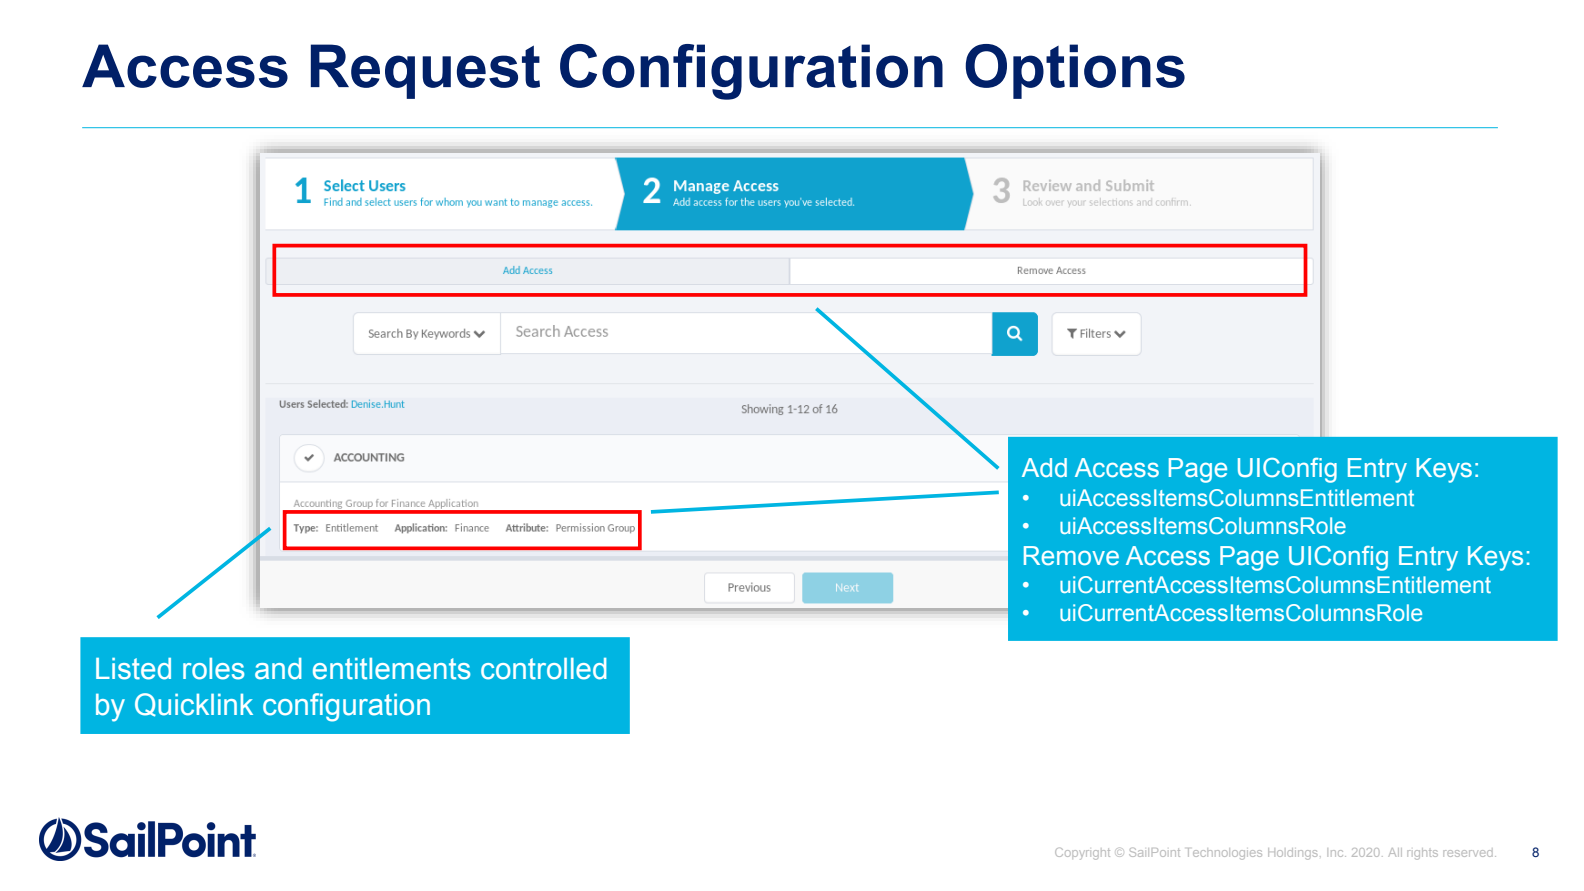 Access Request Configuration Options
1 Select Users
Find and select users for whom you want to manage access.
2 Manage Access
Add access for the users you've selected.
3 Review and Submit
Look over your selections and confirm.
Add Access
Remove Access
Search By Keywords
Search Access
Filters
Users Selected: Denise.Hunt
Showing 1-12 of 16
ACCOUNTING
Accounting Group for Finance Application
Type: Entitlement Application: Finance Attribute: Permission Group
Previous
Next
Add Access Page UIConfig Entry Keys:
• uiAccessItemsColumnsEntitlement
• uiAccessItemsColumnsRole
Remove Access Page UIConfig Entry Keys:
• uiCurrentAccessItemsColumnsEntitlement
• uiCurrentAccessItemsColumnsRole
Listed roles and entitlements controlled
by Quicklink configuration
SailPoint
Copyright © SailPoint Technologies Holdings, Inc. 2020. All rights reserved. 8